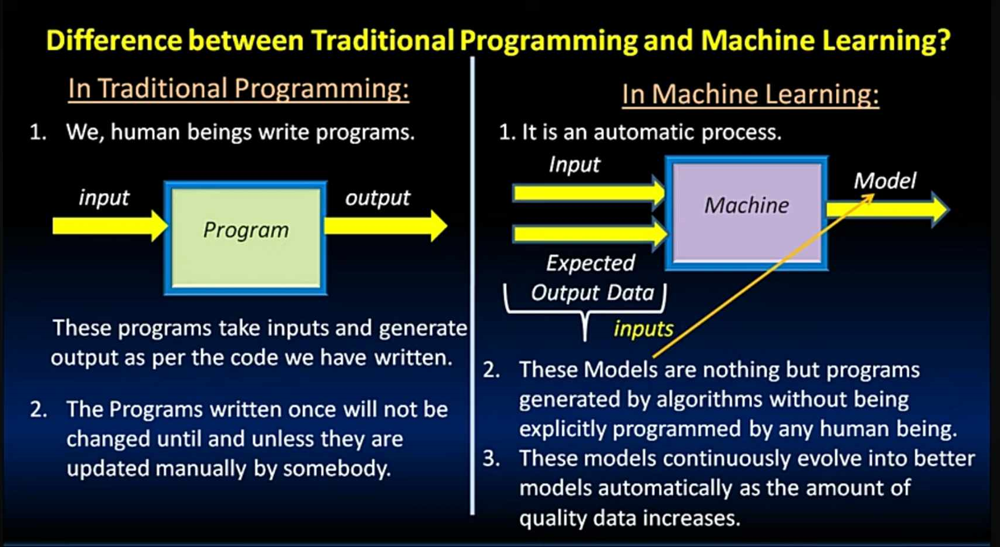 Difference between Traditional Programming and Machine Learning?
In Traditional Programming:
1. We, human beings write programs.
input
Program
output
These programs take inputs and generate
output as per the code we have written.
2. The Programs written once will not be
changed until and unless they are
updated manually by somebody.
In Machine Learning:
1. It is an automatic process.
Input
Machine
Model
Expected
Output Data
inputs
2. These Models are nothing but programs
generated by algorithms without being
explicitly programmed by any human being.
3. These models continuously evolve into better
models automatically as the amount of
quality data increases.